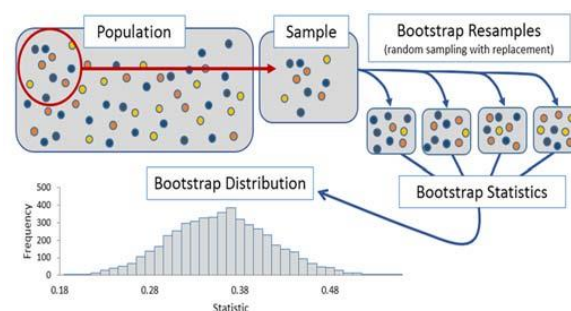 Population
Sample
Bootstrap Resamples
(random sampling with replacement)
Bootstrap Statistics
Bootstrap Distribution
Frequency
500
400
300
200
100
0
0.18
0.28
0.38
0.48
Statistic